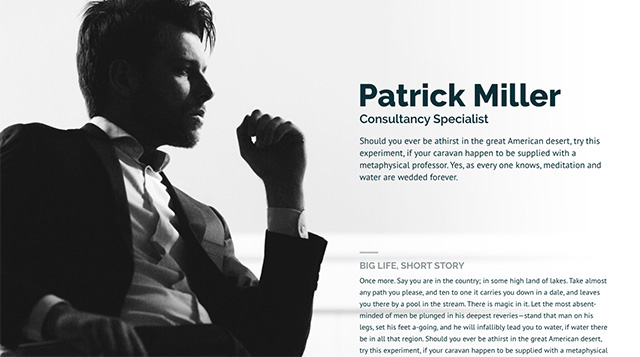 Patrick Miller
Consultancy Specialist
Should you ever be athirst in the great American desert, try this
experiment, if your caravan happen to be supplied with a
metaphysical professor. Yes, as every one knows, meditation and
water are wedded forever.
BIG LIFE, SHORT STORY
Once more. Say you are in the country; in some high land of lakes. Take almost
any path you please, and ten to one it carries you down in a dale, and leaves
you there by a pool in the stream. There is magic in it. Let the most absent-
minded of men be plunged in his deepest reveries—stand that man on his
legs, set his feet a-going, and he will infallibly lead you to water, if water there
be in all that region. Should you ever be athirst in the great American desert,
try this experiment, if your caravan happen to be supplied with a metaphysical